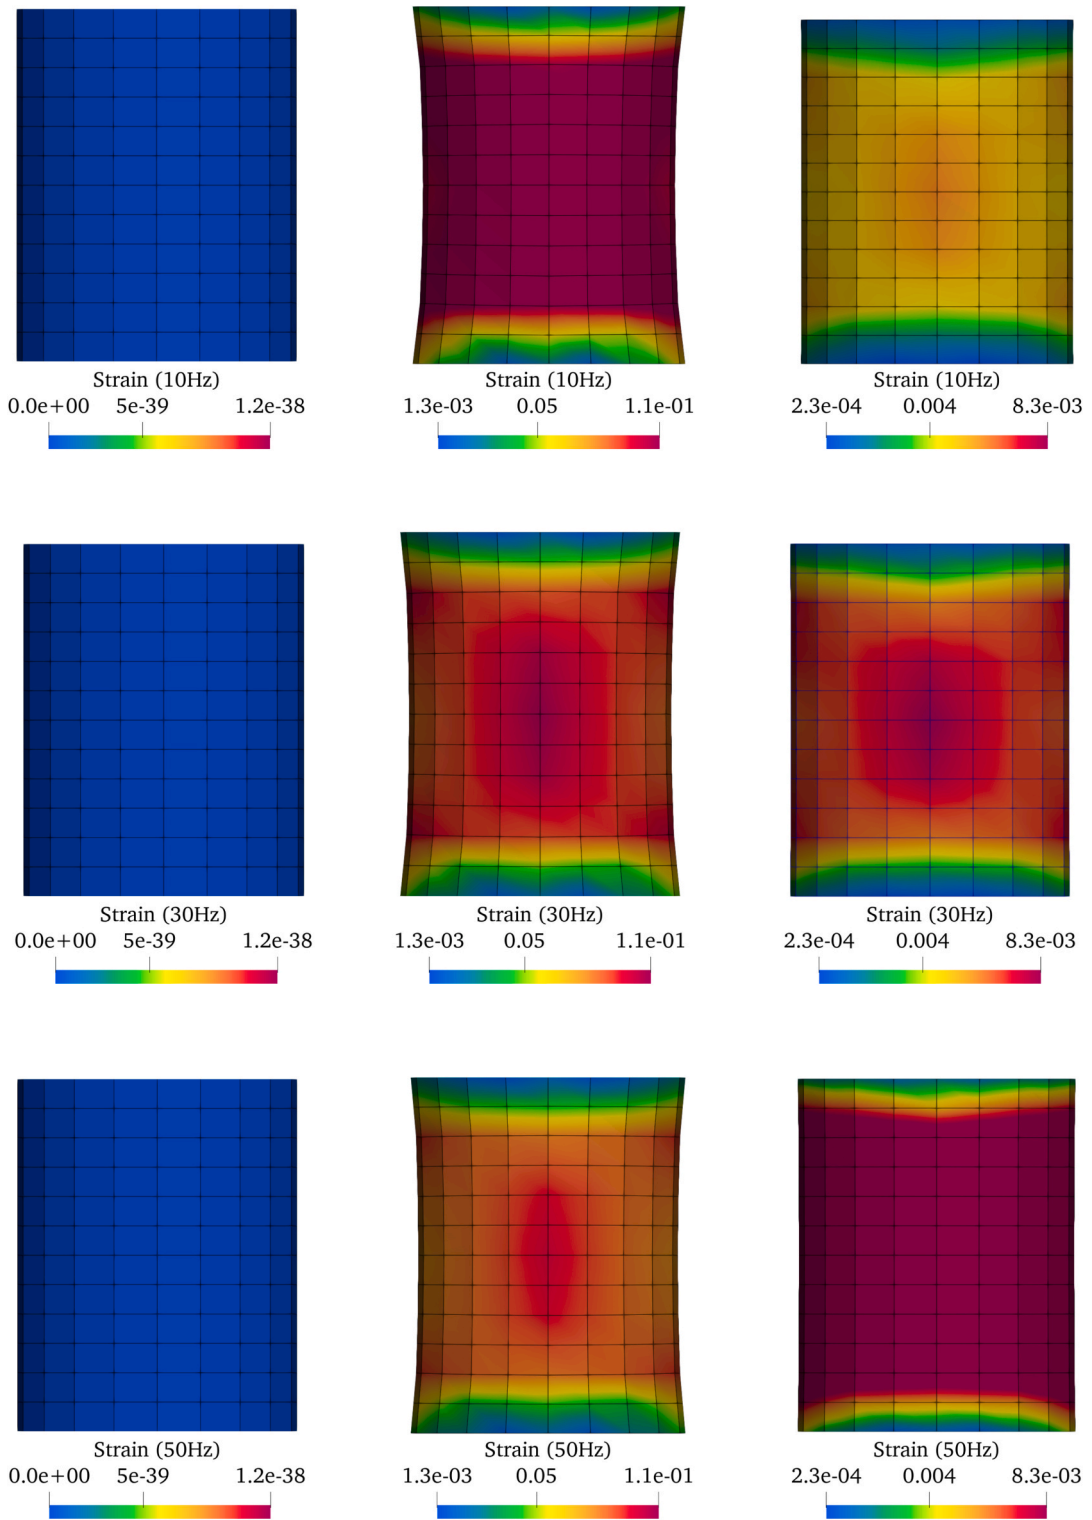 Strain (10Hz) Strain (10Hz) Strain (10Hz)
0.0e+00 5e-39 1.2e-38 1.3e-03 0.05 1.1e-01 2.3e-04 0.004 8.3e-03
Strain (30Hz) Strain (30Hz) Strain (30Hz)
0.0e+00 5e-39 1.2e-38 1.3e-03 0.05 1.1e-01 2.3e-04 0.004 8.3e-03
Strain (50Hz) Strain (50Hz) Strain (50Hz)
0.0e+00 5e-39 1.2e-38 1.3e-03 0.05 1.1e-01 2.3e-04 0.004 8.3e-03